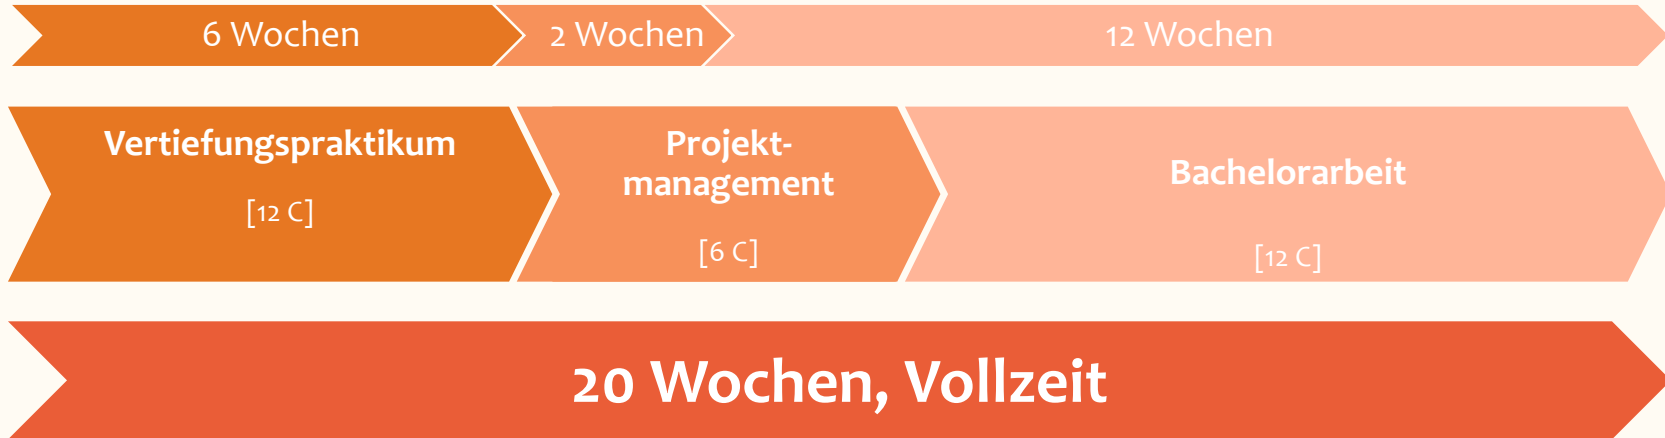 6 Wochen
2 Wochen
12 Wochen
Vertiefungspraktikum
[12 C]
Projekt-
management
[6 C]
Bachelorarbeit
[12 C]
20 Wochen, Vollzeit